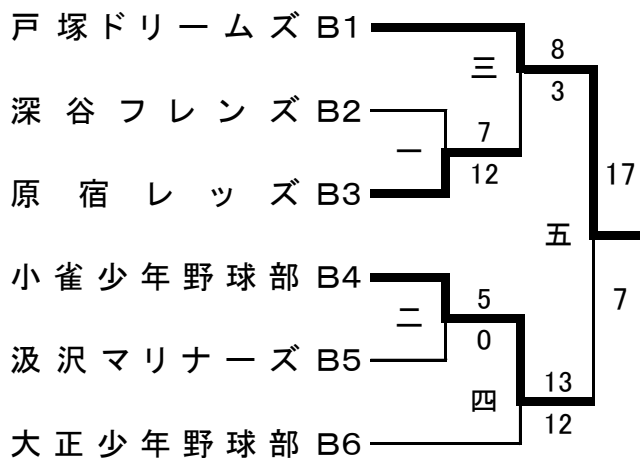 戸塚ドリームズ B1
8
三
3
深谷フレンズ B2
7
一
12
原宿レッズ B3
17
五
小雀少年野球部 B4
5
7
二
0
汲沢マリナーズ B5
13
四
12
大正少年野球部 B6